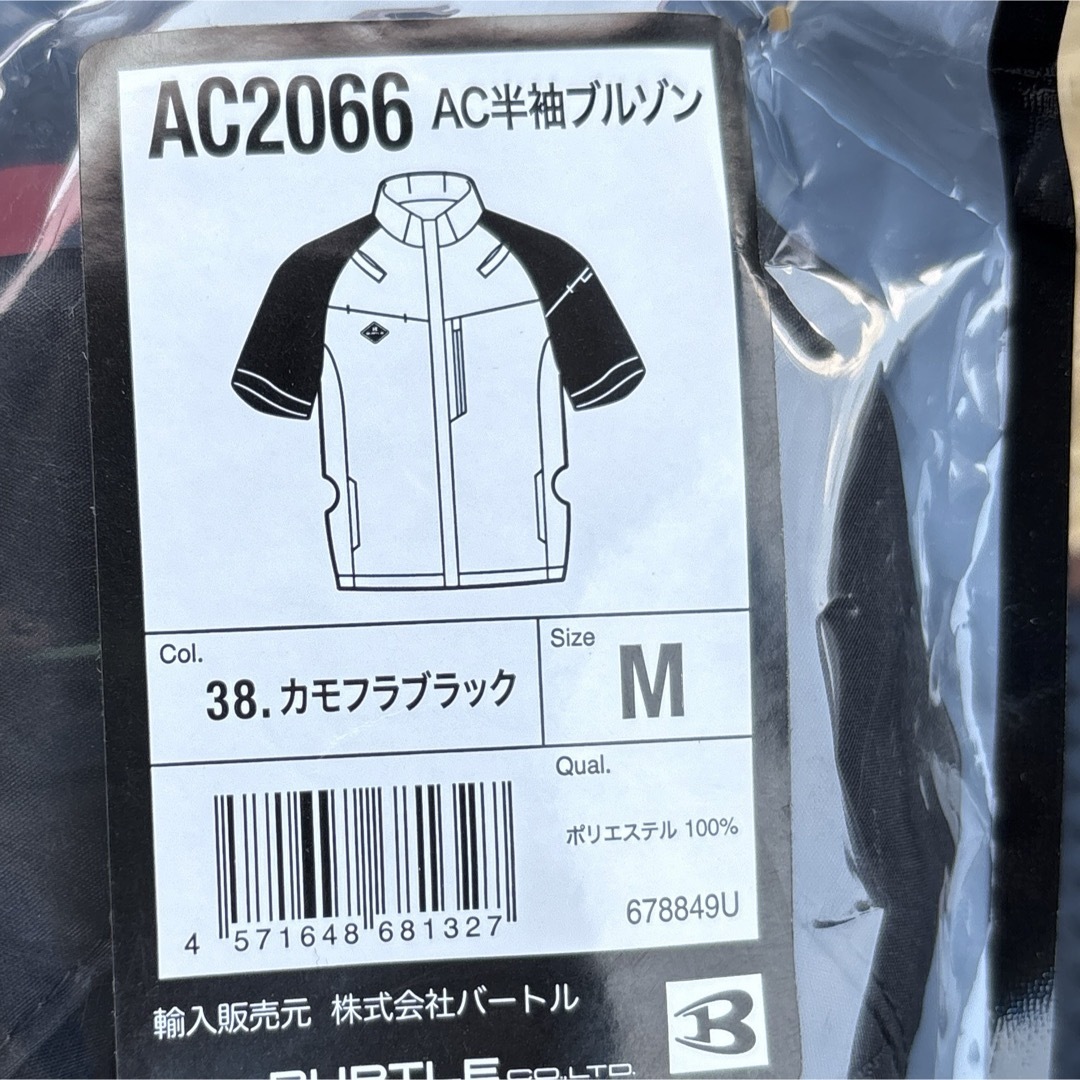 AC2066 AC半袖ブルゾン
Col.
38.カモフラブラック
Size
M
Qual.
ポリエステル 100%
678849U
4 571648 681327
輸入販売元 株式会社バートル
BURTLE CO.,LTD.